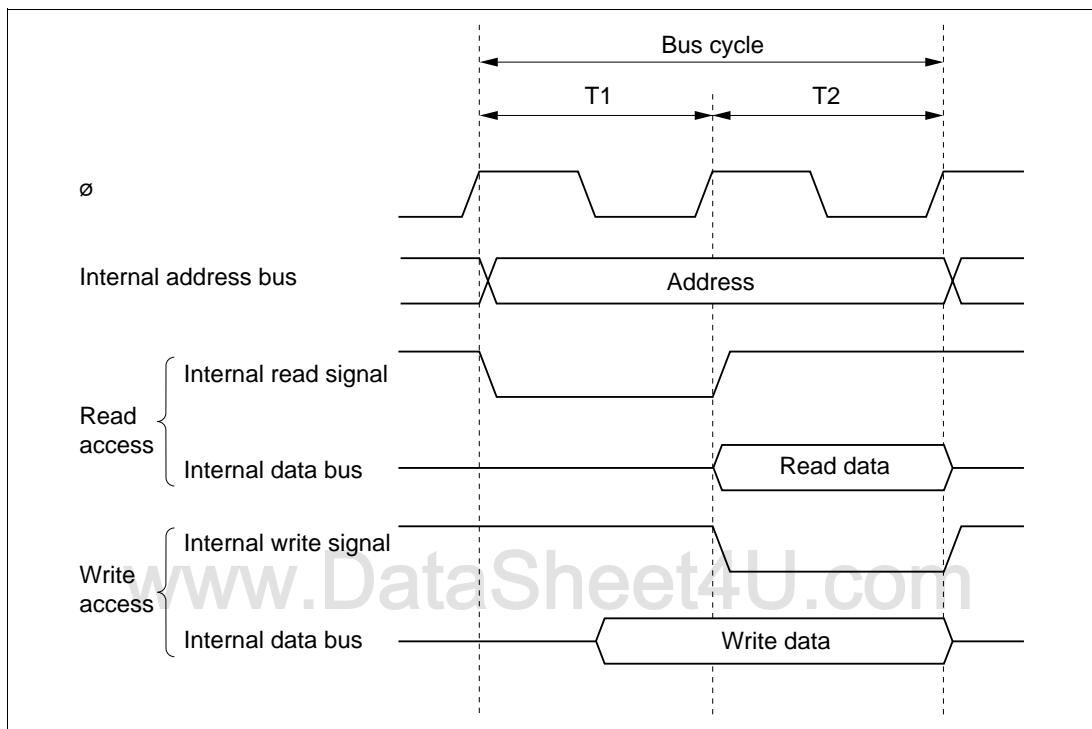 Bus cycle
T1
T2
ø
Internal address bus
Address
Read
access
Internal read signal
Internal data bus
Read data
Write
access
Internal write signal
Internal data bus
Write data
www.DataSheet4U.com